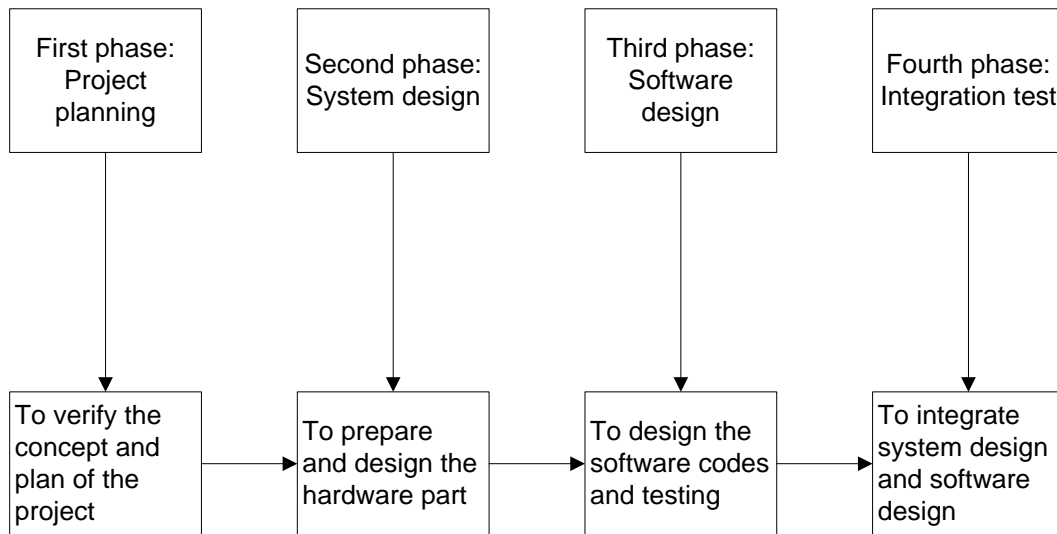 First phase:
Project
planning
Second phase:
System design
Third phase:
Software
design
Fourth phase:
Integration test
To verify the
concept and
plan of the
project
To prepare
and design the
hardware part
To design the
software codes
and testing
To integrate
system design
and software
design